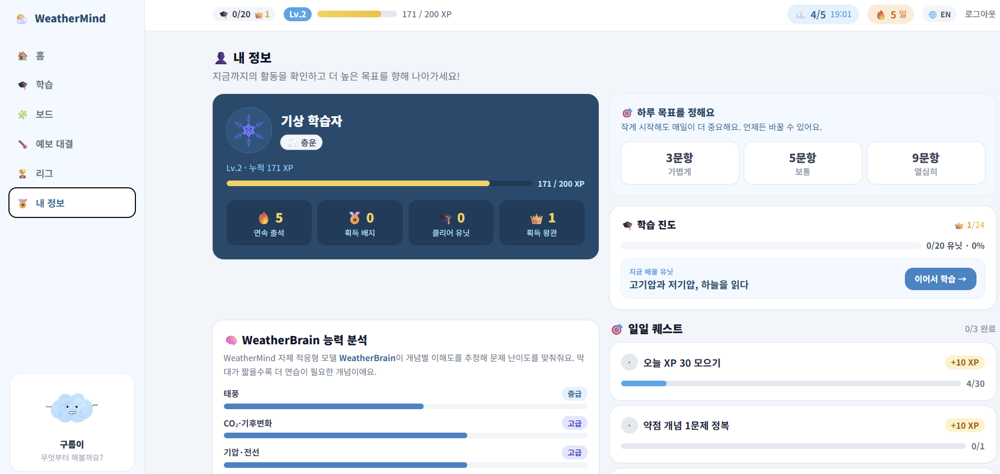 WeatherMind
홈
학습
보드
예보 대결
리그
내 정보
구름이
무엇부터 해볼까요?
0/20 1
Lv.2
171 / 200 XP
4/5 19:01
5 일
EN
로그아웃
내 정보
지금까지의 활동을 확인하고 더 높은 목표를 향해 나아가세요!
기상 학습자
층운
Lv.2 · 누적 171 XP
171 / 200 XP
5
연속 출석
0
획득 배지
0
클리어 유닛
1
획득 왕관
하루 목표를 정해요
작게 시작해도 매일이 더 중요해요. 언제든 바꿀 수 있어요.
3문항
가볍게
5문항
보통
9문항
열심히
학습 진도
1/24
0/20 유닛 · 0%
지금 배울 유닛
고기압과 저기압, 하늘을 읽다
이어서 학습 →
WeatherBrain 능력 분석
WeatherMind 자체 적응형 모델 WeatherBrain이 개념별 이해도를 추정해 문제 난이도를 맞춰줘요. 막
대가 짧을수록 더 연습이 필요한 개념이에요.
태풍
중급
CO₂·기후변화
고급
기압·전선
고급
일일 퀘스트
0/3 완료
· 오늘 XP 30 모으기
+10 XP
4/30
· 약점 개념 1문제 정복
+10 XP
0/1